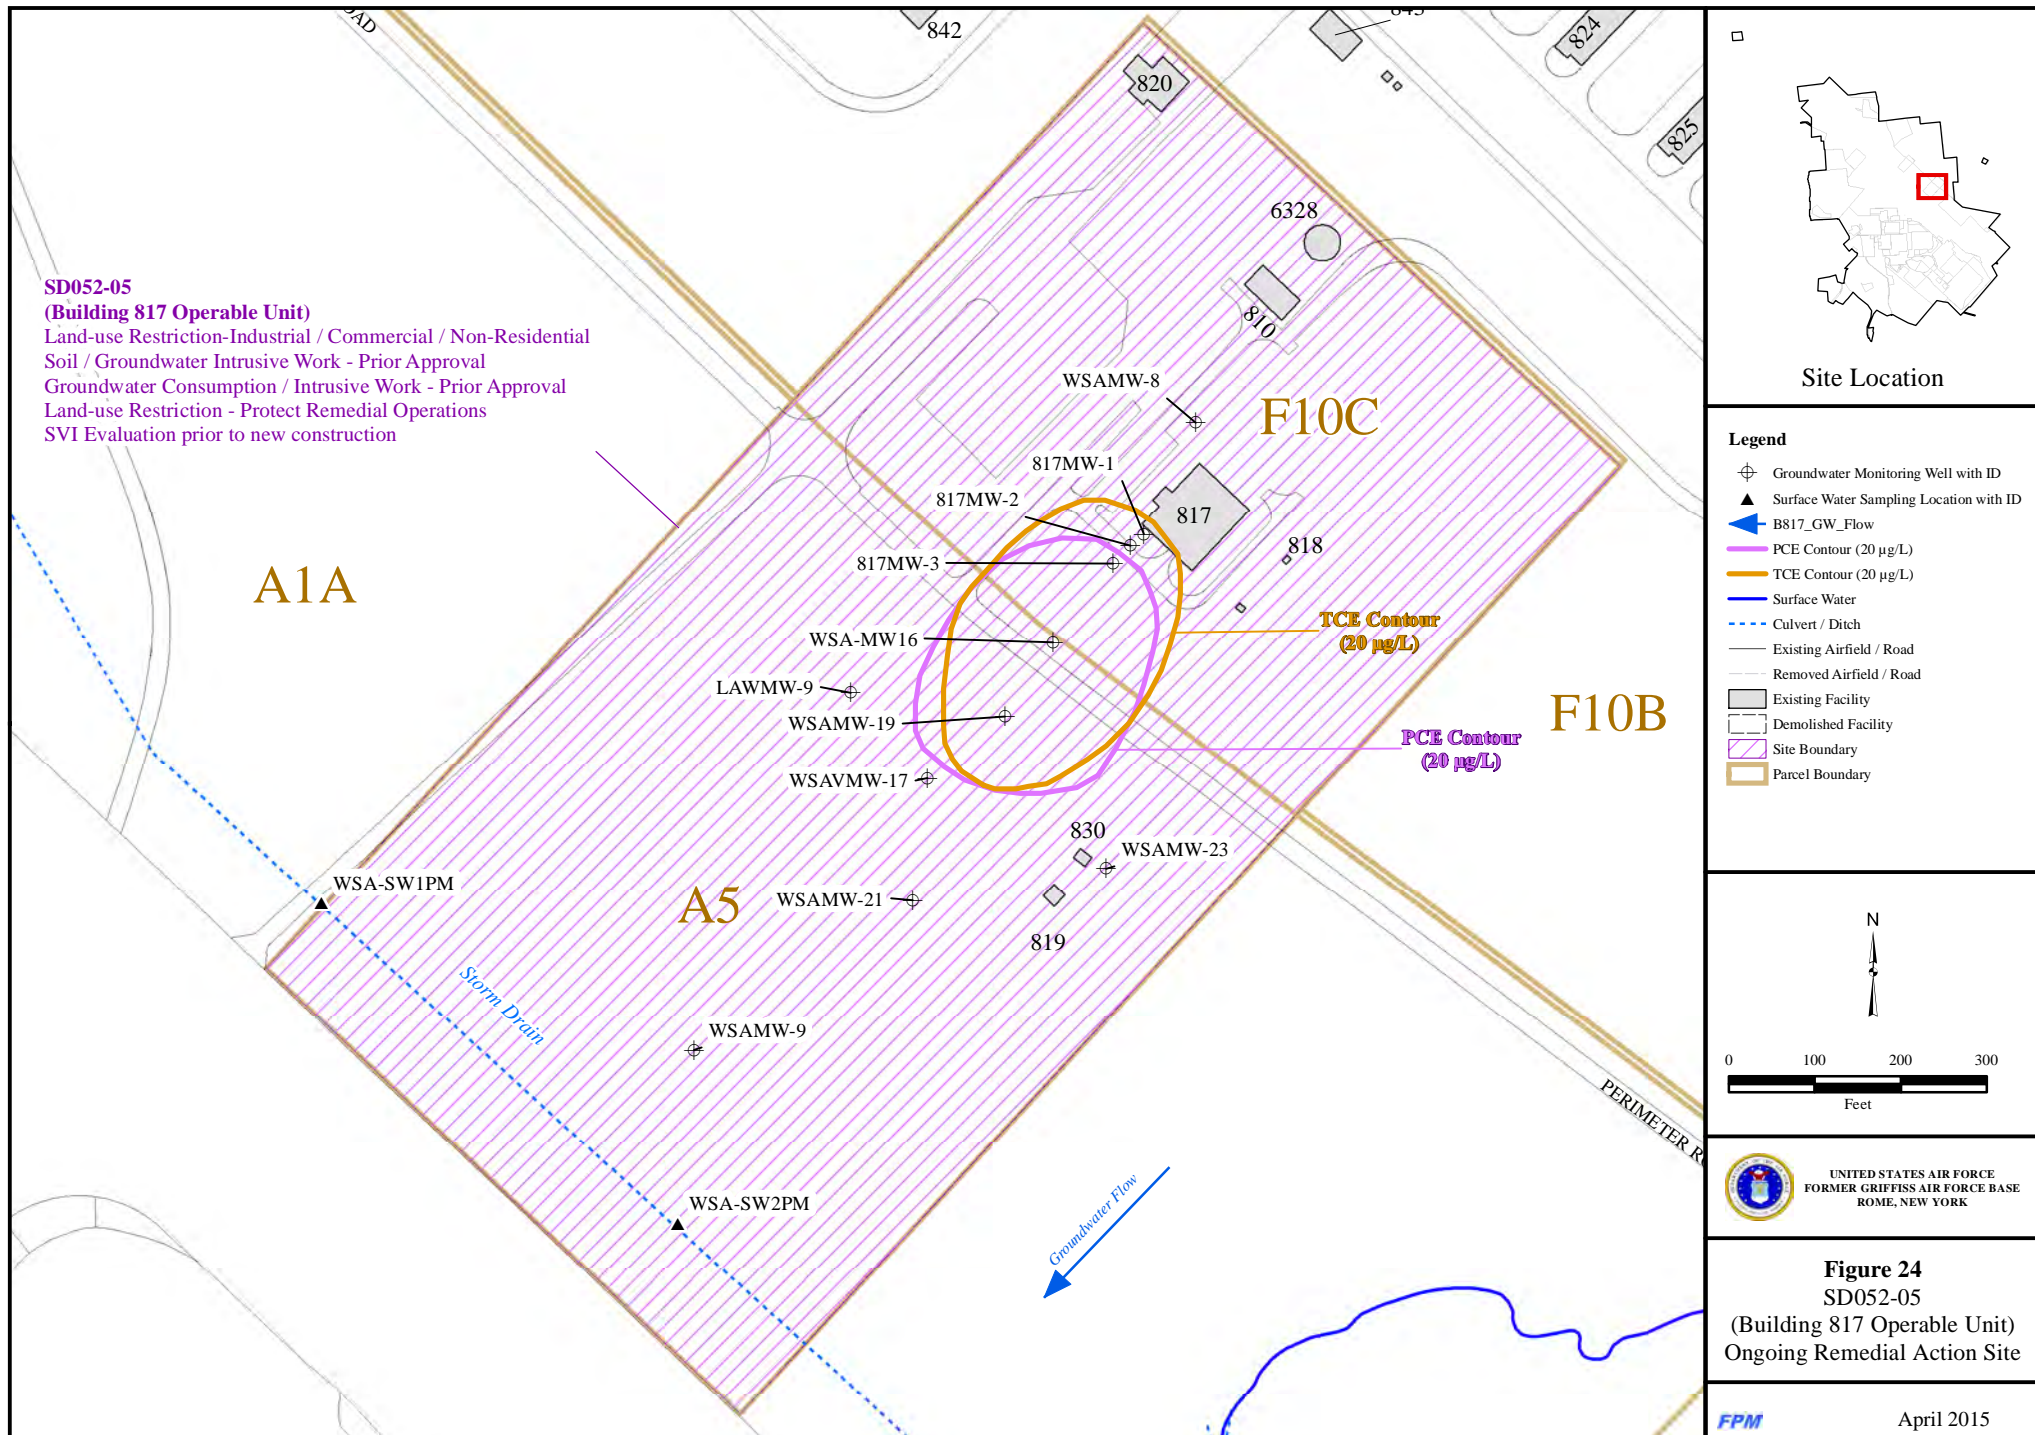 OAD
842
843
824
825
820
6328
810
SD052-05
(Building 817 Operable Unit)
Land-use Restriction-Industrial / Commercial / Non-Residential
Soil / Groundwater Intrusive Work - Prior Approval
Groundwater Consumption / Intrusive Work - Prior Approval
Land-use Restriction - Protect Remedial Operations
SVI Evaluation prior to new construction
WSAMW-8
F10C
817MW-1
817MW-2
817
818
817MW-3
A1A
TCE Contour
(20 µg/L)
WSA-MW16
LAWMW-9
WSAMW-19
F10B
PCE Contour
(20 µg/L)
WSAVMW-17
830
WSAMW-23
WSA-SW1PM
A5
WSAMW-21
819
Storm Drain
WSAMW-9
PERIMETER RO
WSA-SW2PM
Groundwater Flow
Site Location
Legend
Groundwater Monitoring Well with ID
Surface Water Sampling Location with ID
B817_GW_Flow
PCE Contour (20 µg/L)
TCE Contour (20 µg/L)
Surface Water
Culvert / Ditch
Existing Airfield / Road
Removed Airfield / Road
Existing Facility
Demolished Facility
Site Boundary
Parcel Boundary
N
0 100 200 300
Feet
UNITED STATES AIR FORCE
FORMER GRIFFISS AIR FORCE BASE
ROME, NEW YORK
Figure 24
SD052-05
(Building 817 Operable Unit)
Ongoing Remedial Action Site
FPM
April 2015